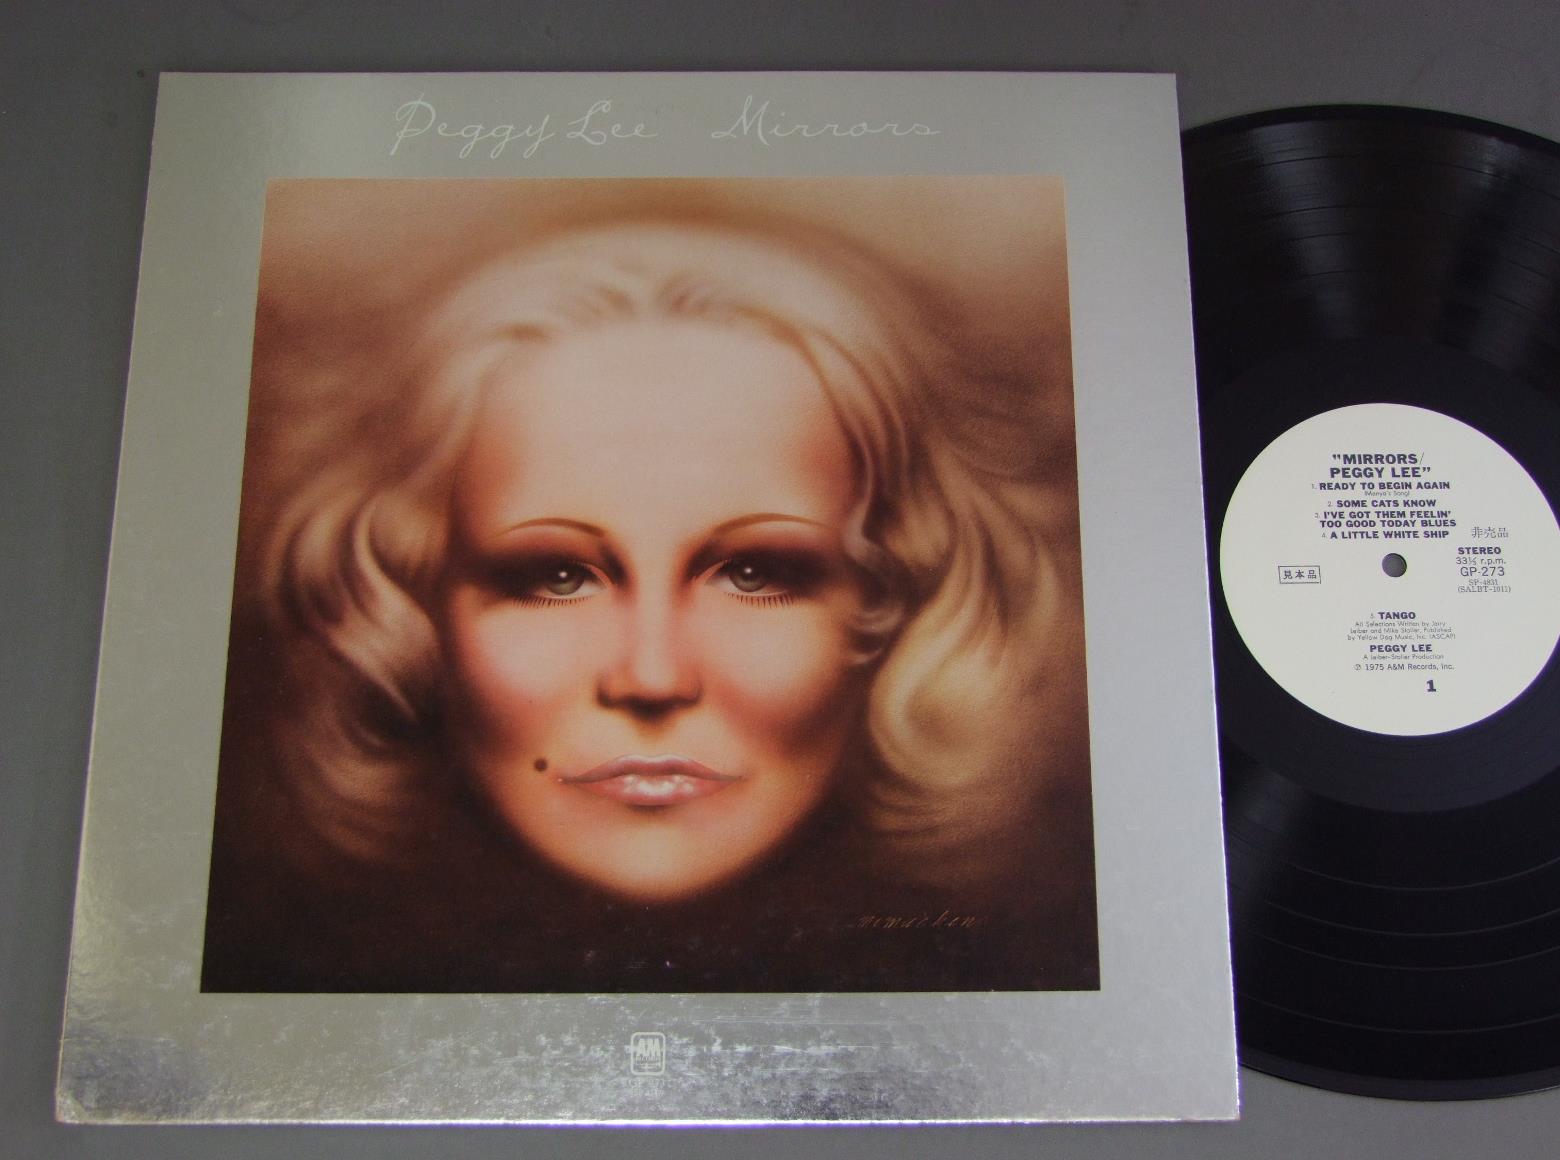 Peggy Lee Mirrors
A&M
"MIRRORS/
PEGGY LEE"
1. READY TO BEGIN AGAIN
(Manya's Song)
2. SOME CATS KNOW
3. I'VE GOT THEM FEELIN'
TOO GOOD TODAY BLUES
4. A LITTLE WHITE SHIP
非売品
見本品
STEREO
33⅓ r.p.m.
GP-273
SP-4831
(SALBT-1011)
5. TANGO
All Selections Written by Jerry
Leiber and Mike Stoller, Published
by Yellow Dog Music, Inc. (ASCAP)
PEGGY LEE
A Leiber-Stoller Production
℗ 1975 A&M Records, Inc.
1